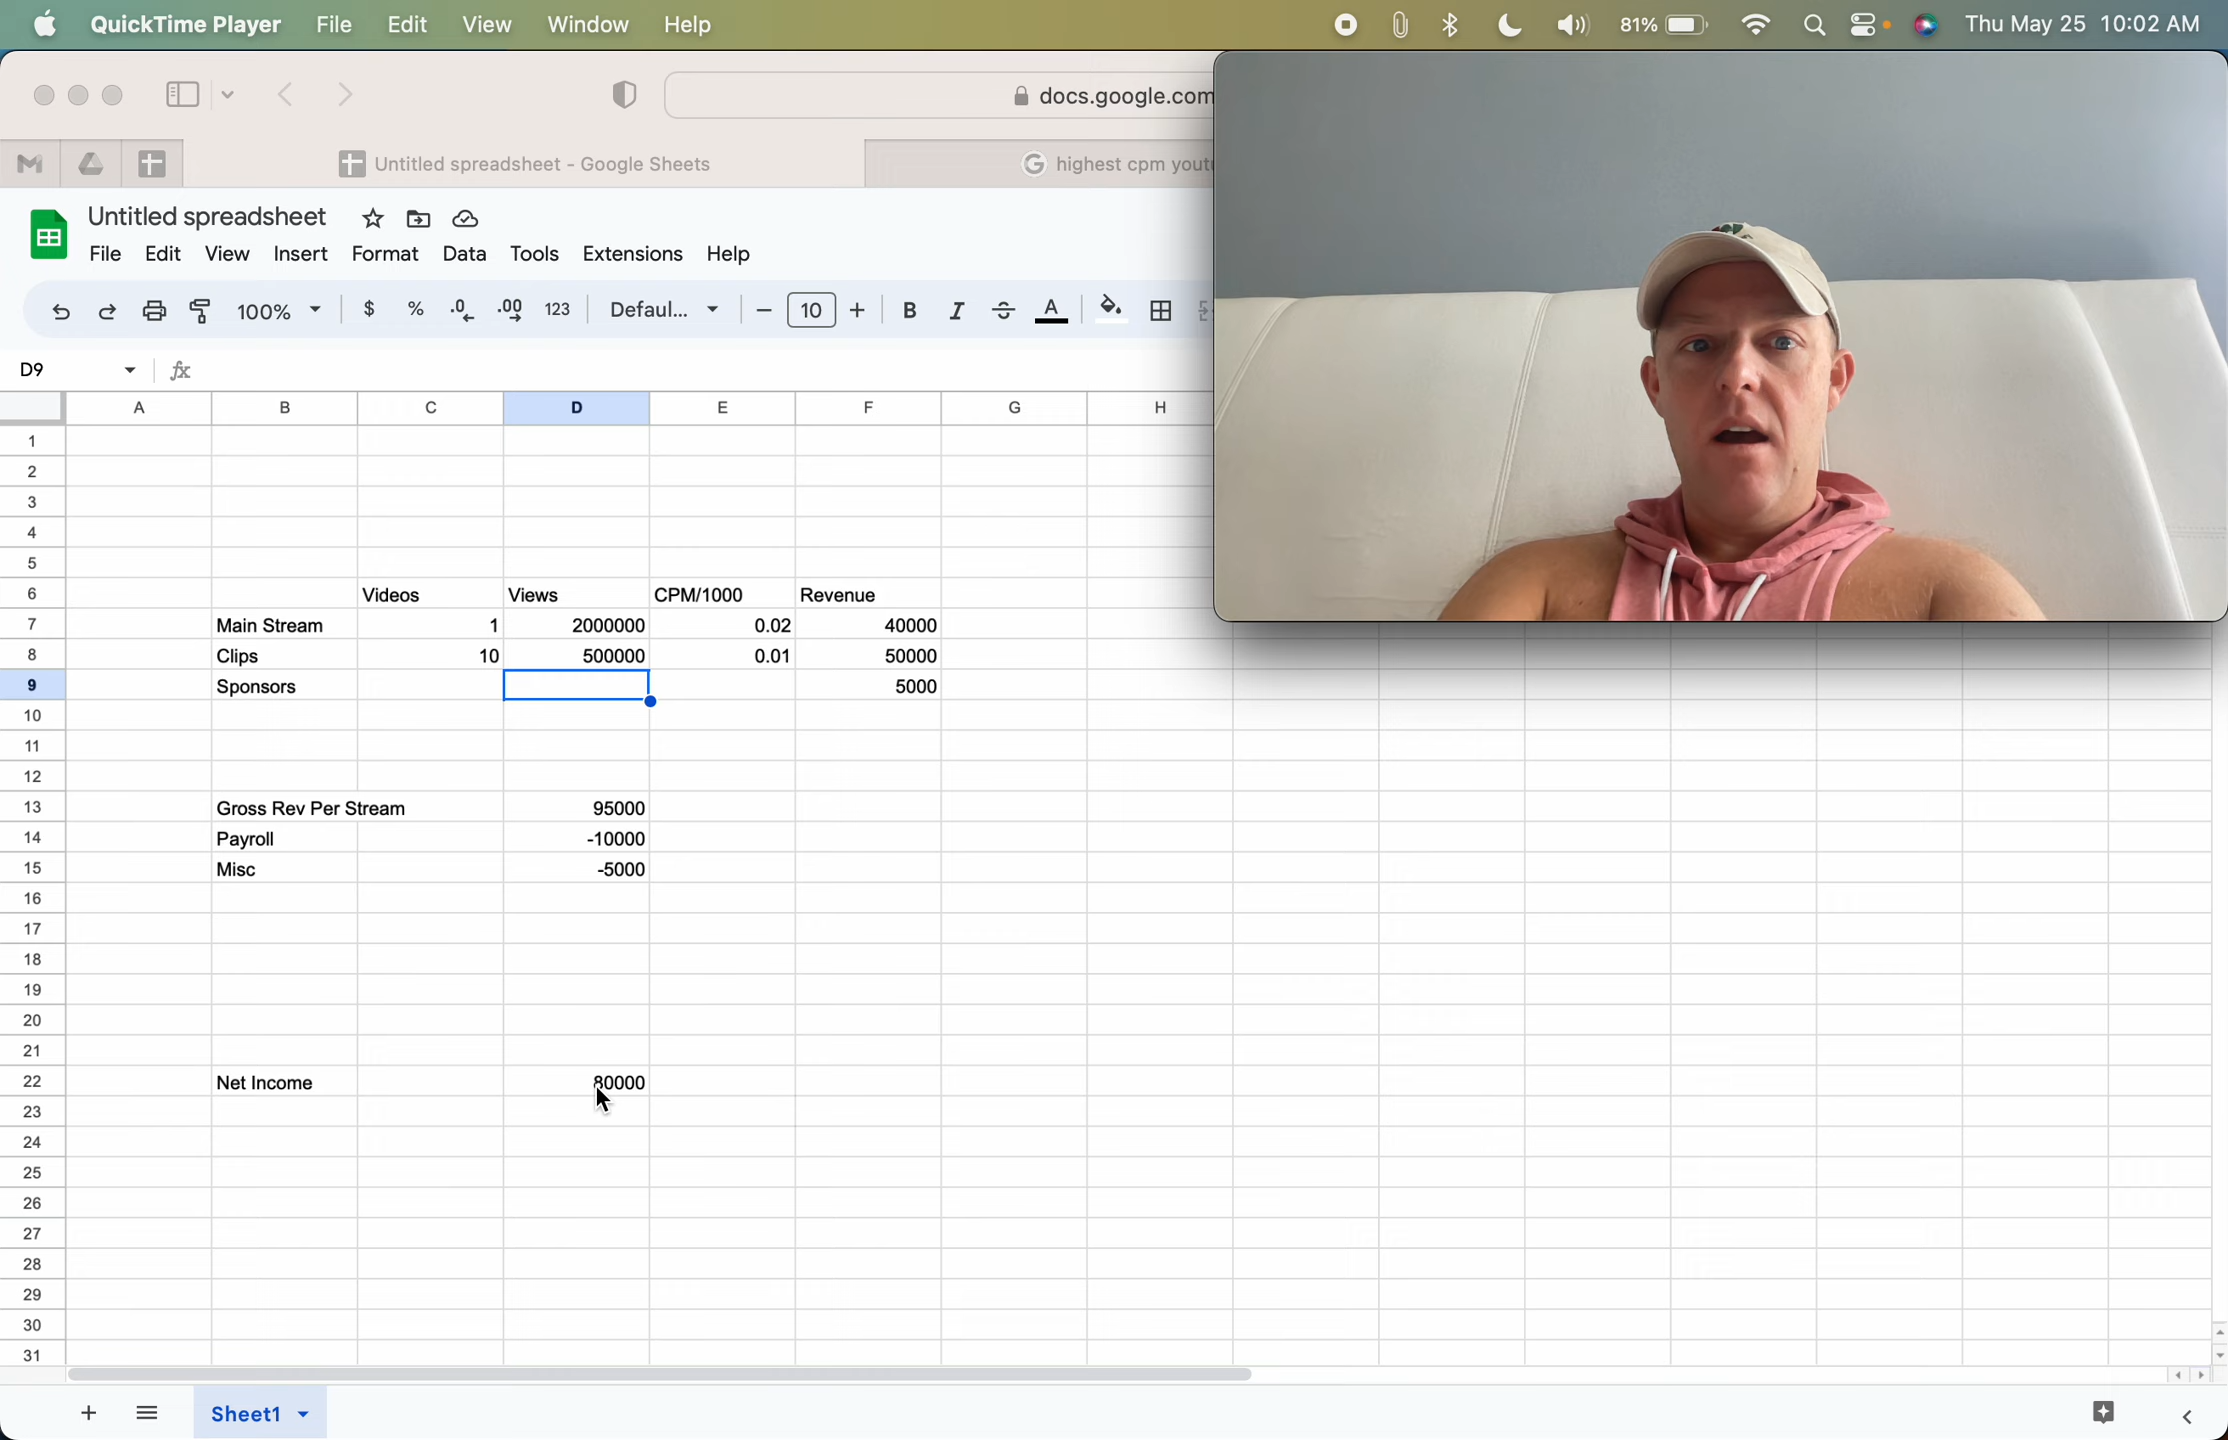 QuickTime Player File Edit View Window Help 81% Thu May 25 10:02 AM
docs.google.com
Untitled spreadsheet - Google Sheets
highest cpm
Untitled spreadsheet
File Edit View Insert Format Data Tools Extensions Help
100% $ % .0 .00 123 Defaul... 10 B I S A
D9 fx
A B C D E F G H
1
2
3
4
5
6 Videos Views CPM/1000 Revenue
7 Main Stream 1 2000000 0.02 40000
8 Clips 10 500000 0.01 50000
9 Sponsors 5000
10
11
12
13 Gross Rev Per Stream 95000
14 Payroll -10000
15 Misc -5000
16
17
18
19
20
21
22 Net Income 80000
23
24
25
26
27
28
29
30
31
Sheet1